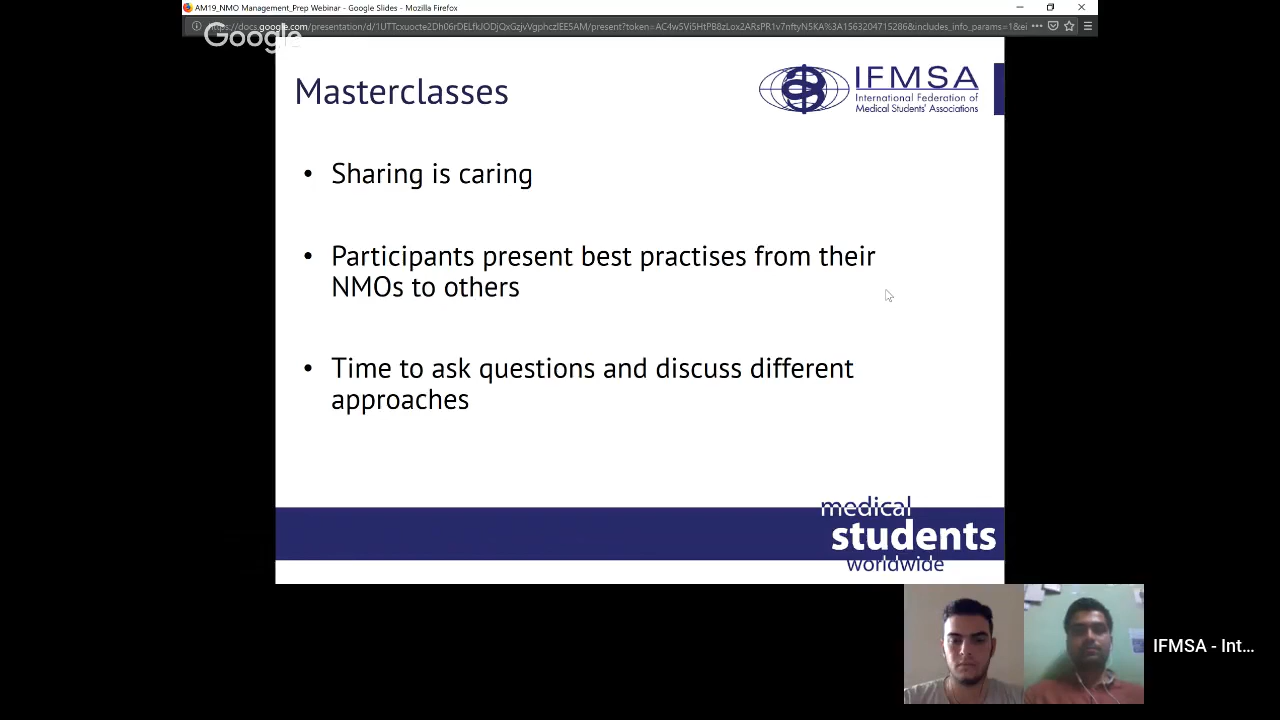 AM19_NMO Management_Prep Webinar - Google Slides - Mozilla Firefox
Google
Masterclasses
IFMSA
International Federation of
Medical Students' Associations
• Sharing is caring
• Participants present best practises from their
NMOs to others
• Time to ask questions and discuss different
approaches
medical
students
worldwide
IFMSA - Int...